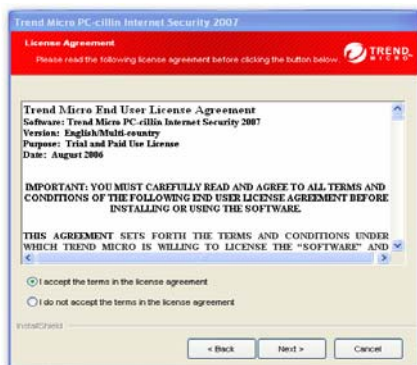 Trend Micro PC-cillin Internet Security 2007
License Agreement
Please read the following license agreement before clicking the button below.
TREND
MICRO
Trend Micro End User License Agreement
Software: Trend Micro PC-cillin Internet Security 2007
Version: English/Multi-country
Purpose: Trial and Paid Use License
Date: August 2006
IMPORTANT: YOU MUST CAREFULLY READ AND AGREE TO ALL TERMS AND
CONDITIONS OF THE FOLLOWING END USER LICENSE AGREEMENT BEFORE
INSTALLING OR USING THE SOFTWARE.
THIS AGREEMENT SETS FORTH THE TERMS AND CONDITIONS UNDER
WHICH TREND MICRO IS WILLING TO LICENSE THE "SOFTWARE" AND
I accept the terms in the license agreement
I do not accept the terms in the license agreement
InstallShield
< Back
Next >
Cancel